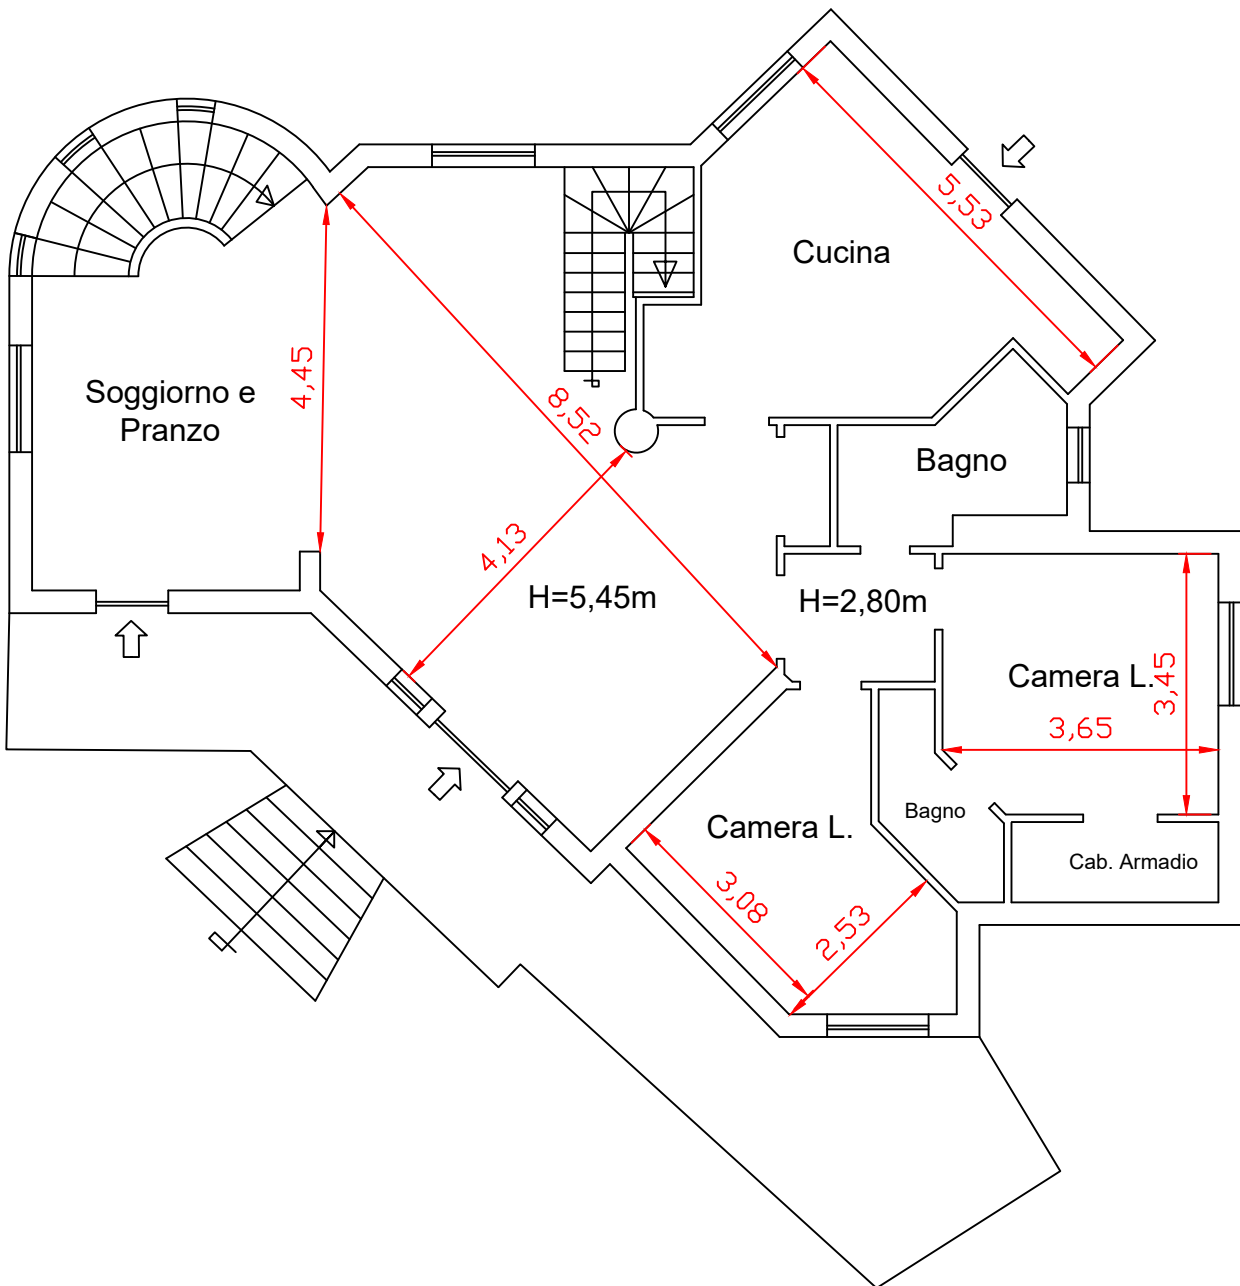 Cucina
5,53
4,45
Soggiorno e
Pranzo
8,52
Bagno
4,13
H=5,45m
H=2,80m
Camera L.
3,45
3,65
Camera L.
Bagno
Cab. Armadio
3,08
2,53